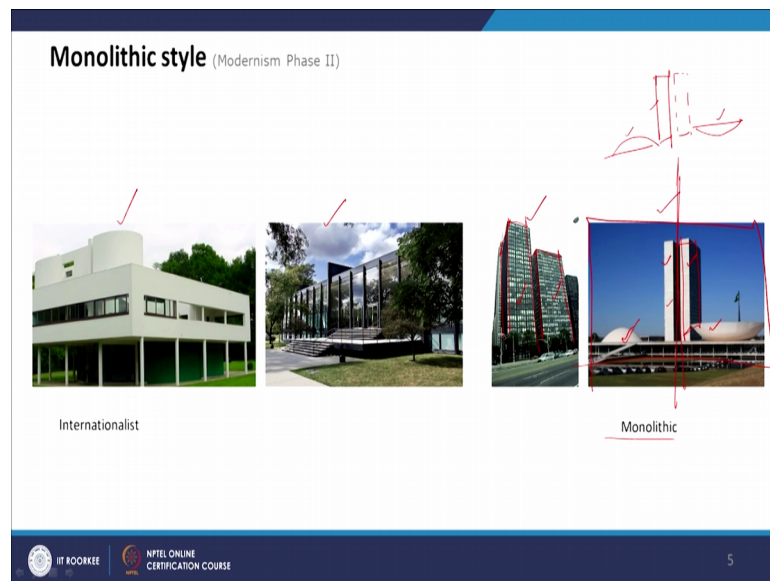 Monolithic style (Modernism Phase II)
Internationalist
Monolithic
IIT ROORKEE
NPTEL ONLINE
CERTIFICATION COURSE
5